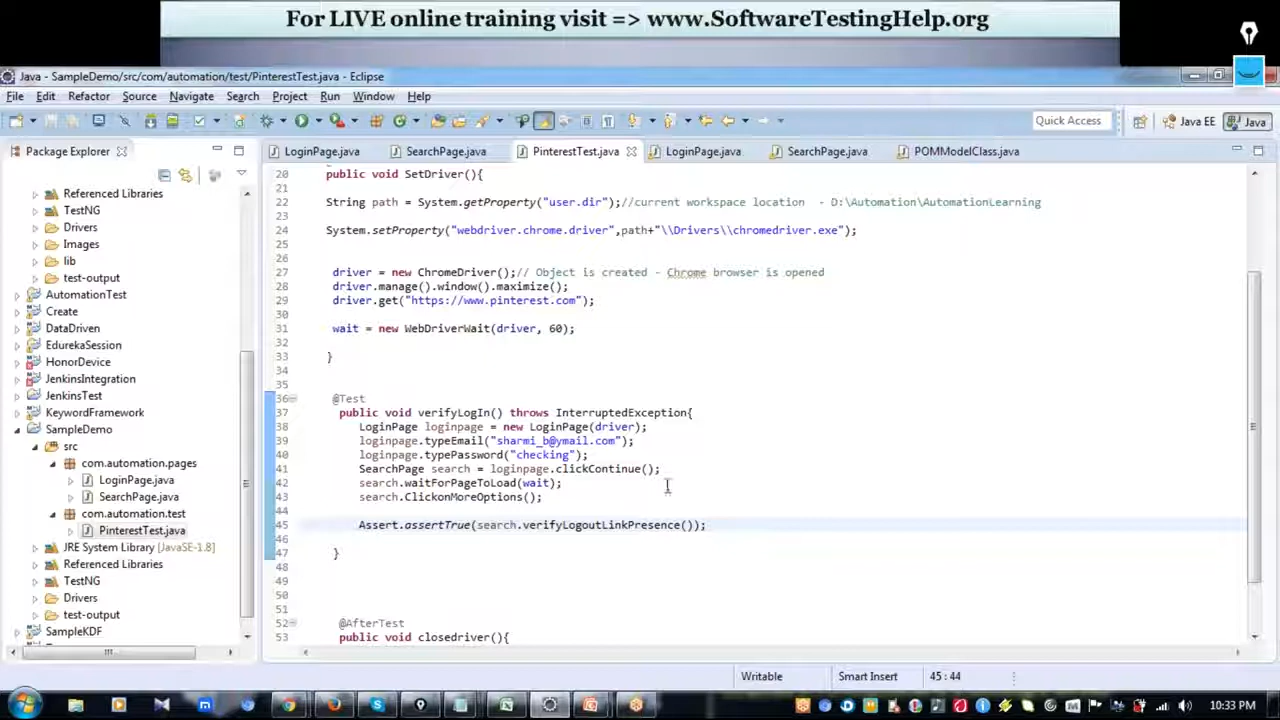 For LIVE online training visit => www.SoftwareTestingHelp.org
Java - SampleDemo/src/com/automation/test/PinterestTest.java - Eclipse
File Edit Refactor Source Navigate Search Project Run Window Help
Quick Access Java EE Java
Package Explorer LoginPage.java SearchPage.java PinterestTest.java LoginPage.java SearchPage.java POMModelClass.java
Referenced Libraries
TestNG
Drivers
Images
lib
test-output
AutomationTest
Create
DataDriven
EdurekaSession
HonorDevice
JenkinsIntegration
JenkinsTest
KeywordFramework
SampleDemo
src
com.automation.pages
LoginPage.java
SearchPage.java
com.automation.test
PinterestTest.java
JRE System Library [JavaSE-1.8]
Referenced Libraries
TestNG
Drivers
test-output
SampleKDF
20 public void SetDriver(){
21
22 String path = System.getProperty("user.dir");//current workspace location - D:\Automation\AutomationLearning
23
24 System.setProperty("webdriver.chrome.driver",path+"\\Drivers\\chromedriver.exe");
25
26
27 driver = new ChromeDriver();// Object is created - Chrome browser is opened
28 driver.manage().window().maximize();
29 driver.get("https://www.pinterest.com");
30
31 wait = new WebDriverWait(driver, 60);
32
33 }
34
35
36 @Test
37 public void verifyLogIn() throws InterruptedException{
38 LoginPage loginpage = new LoginPage(driver);
39 loginpage.typeEmail("sharmi_b@ymail.com");
40 loginpage.typePassword("checking");
41 SearchPage search = loginpage.clickContinue();
42 search.waitForPageToLoad(wait);
43 search.ClickonMoreOptions();
44
45 Assert.assertTrue(search.verifyLogoutLinkPresence());
46
47 }
48
49
50
51
52 @AfterTest
53 public void closedriver(){
Writable Smart Insert 45 : 44
10:33 PM